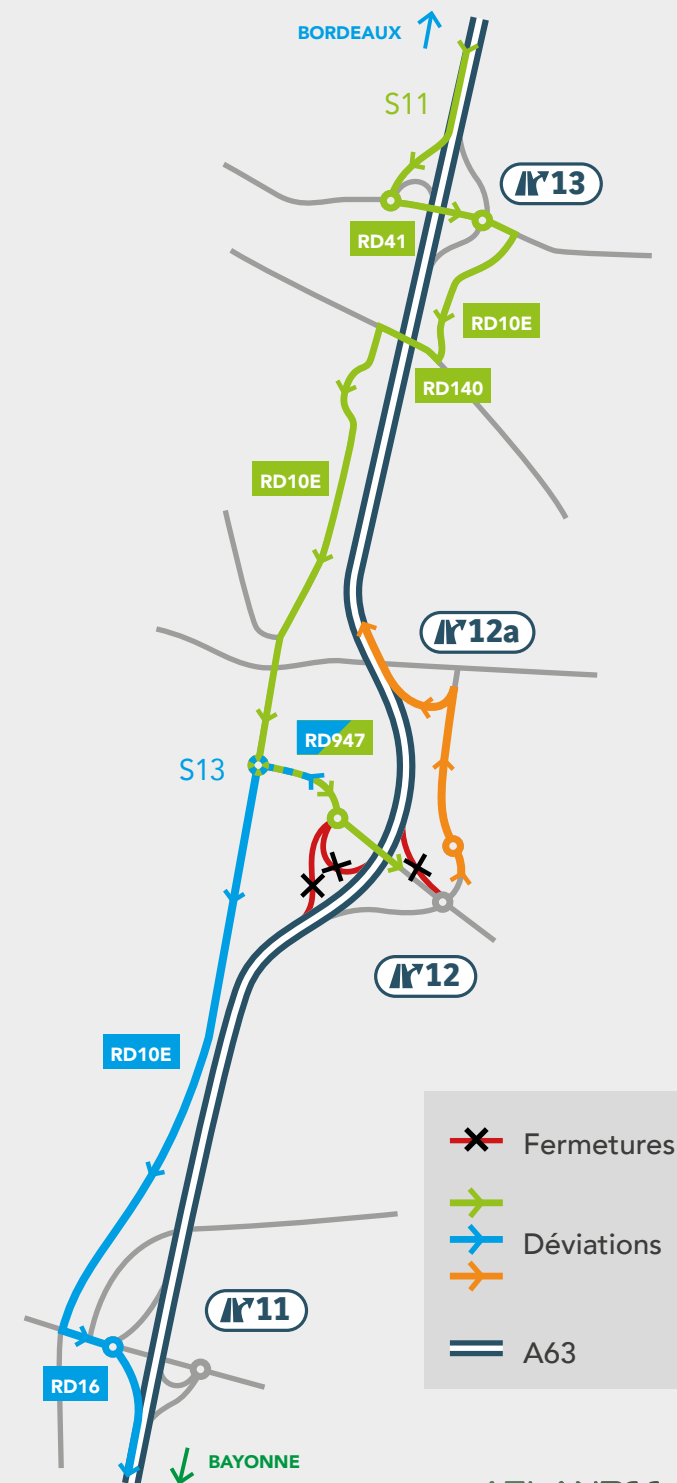 BORDEAUX
S11
13
RD41
RD10E
RD140
RD10E
12a
RD947
S13
12
RD10E
Fermetures
Déviations
11
A63
RD16
BAYONNE